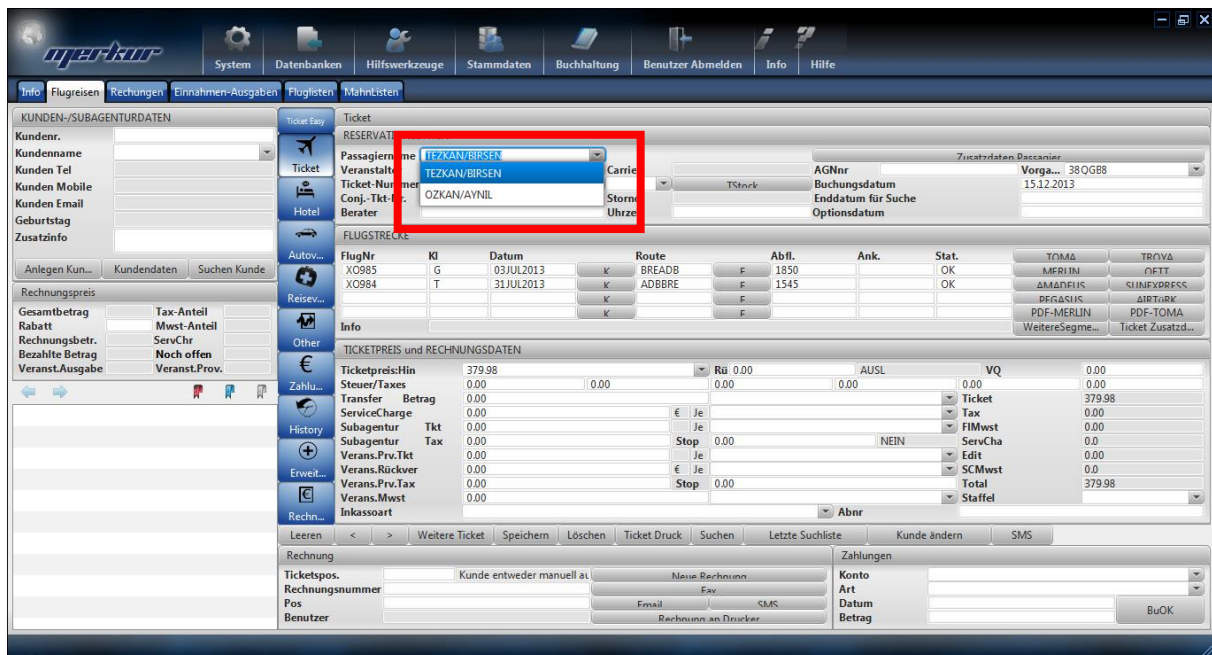 merkur
System Datenbanken Hilfswerkzeuge Stammdaten Buchhaltung Benutzer Abmelden Info Hilfe
Info Flugreisen Rechungen Einnahmen-Ausgaben Fluglisten MahnListen
KUNDEN-/SUBAGENTURDATEN
Kundenr.
Kundenname
Kunden Tel
Kunden Mobile
Kunden Email
Geburtstag
Zusatzinfo
Anlegen Kun... Kundendaten Suchen Kunde
Rechnungspreis
Gesamtbetrag Tax-Anteil
Rabatt Mwst-Anteil
Rechnungsbetr. ServChr
Bezahlte Betrag Noch offen
Veranst.Ausgabe Veranst.Prov.
Ticket Easy
Ticket
Hotel
Autov...
Reisev...
Other
Zahlu...
History
Erweit...
Rechn...
Ticket
Passagiername TEZKAN/BIRSEN Zusatzdaten Passagier
TEZKAN/BIRSEN
OZKAN/AYNIL
AGNnr Vorga... 38QGB8
TStock Buchungsdatum 15.12.2013
Enddatum für Suche
Berater Optionsdatum
FLUGSTRECKE
FlugNr Kl Datum Route Abfl. Ank. Stat.
XO985 G 03JUL2013 K BREADB F 1850 OK
XO984 T 31JUL2013 K ADBBRE F 1545 OK
K F
K F
Info
TOMA TROYA
MERLIN OETT
AMADEUS SUNEXPRESS
PEGASUS AIRTüRK
PDF-MERLIN PDF-TOMA
WeitereSegme... Ticket Zusatzd...
TICKETPREIS und RECHNUNGSDATEN
Ticketpreis:Hin 379.98 Rü 0.00 AUSL VQ 0.00
Steuer/Taxes 0.00 0.00 0.00 0.00 0.00 0.00
Transfer Betrag 0.00 Ticket 379.98
ServiceCharge 0.00 € Je Tax 0.00
Subagentur Tkt 0.00 Je FlMwst 0.00
Subagentur Tax 0.00 Stop 0.00 NEIN ServCha 0.0
Verans.Prv.Tkt 0.00 Je Edit 0.00
Verans.Rückver 0.00 € Je SCMwst 0.0
Verans.Prv.Tax 0.00 Stop 0.00 Total 379.98
Verans.Mwst 0.00 Staffel
Inkassoart Abnr
Leeren < > Weitere Ticket Speichern Löschen Ticket Druck Suchen Letzte Suchliste Kunde ändern SMS
Rechnung
Ticketspos. Kunde entweder manuell Neue Rechnung
Rechnungsnummer Fax
Pos Email SMS
Benutzer Rechnung an Drucker
Zahlungen
Konto
Art
Datum
Betrag
BuOK